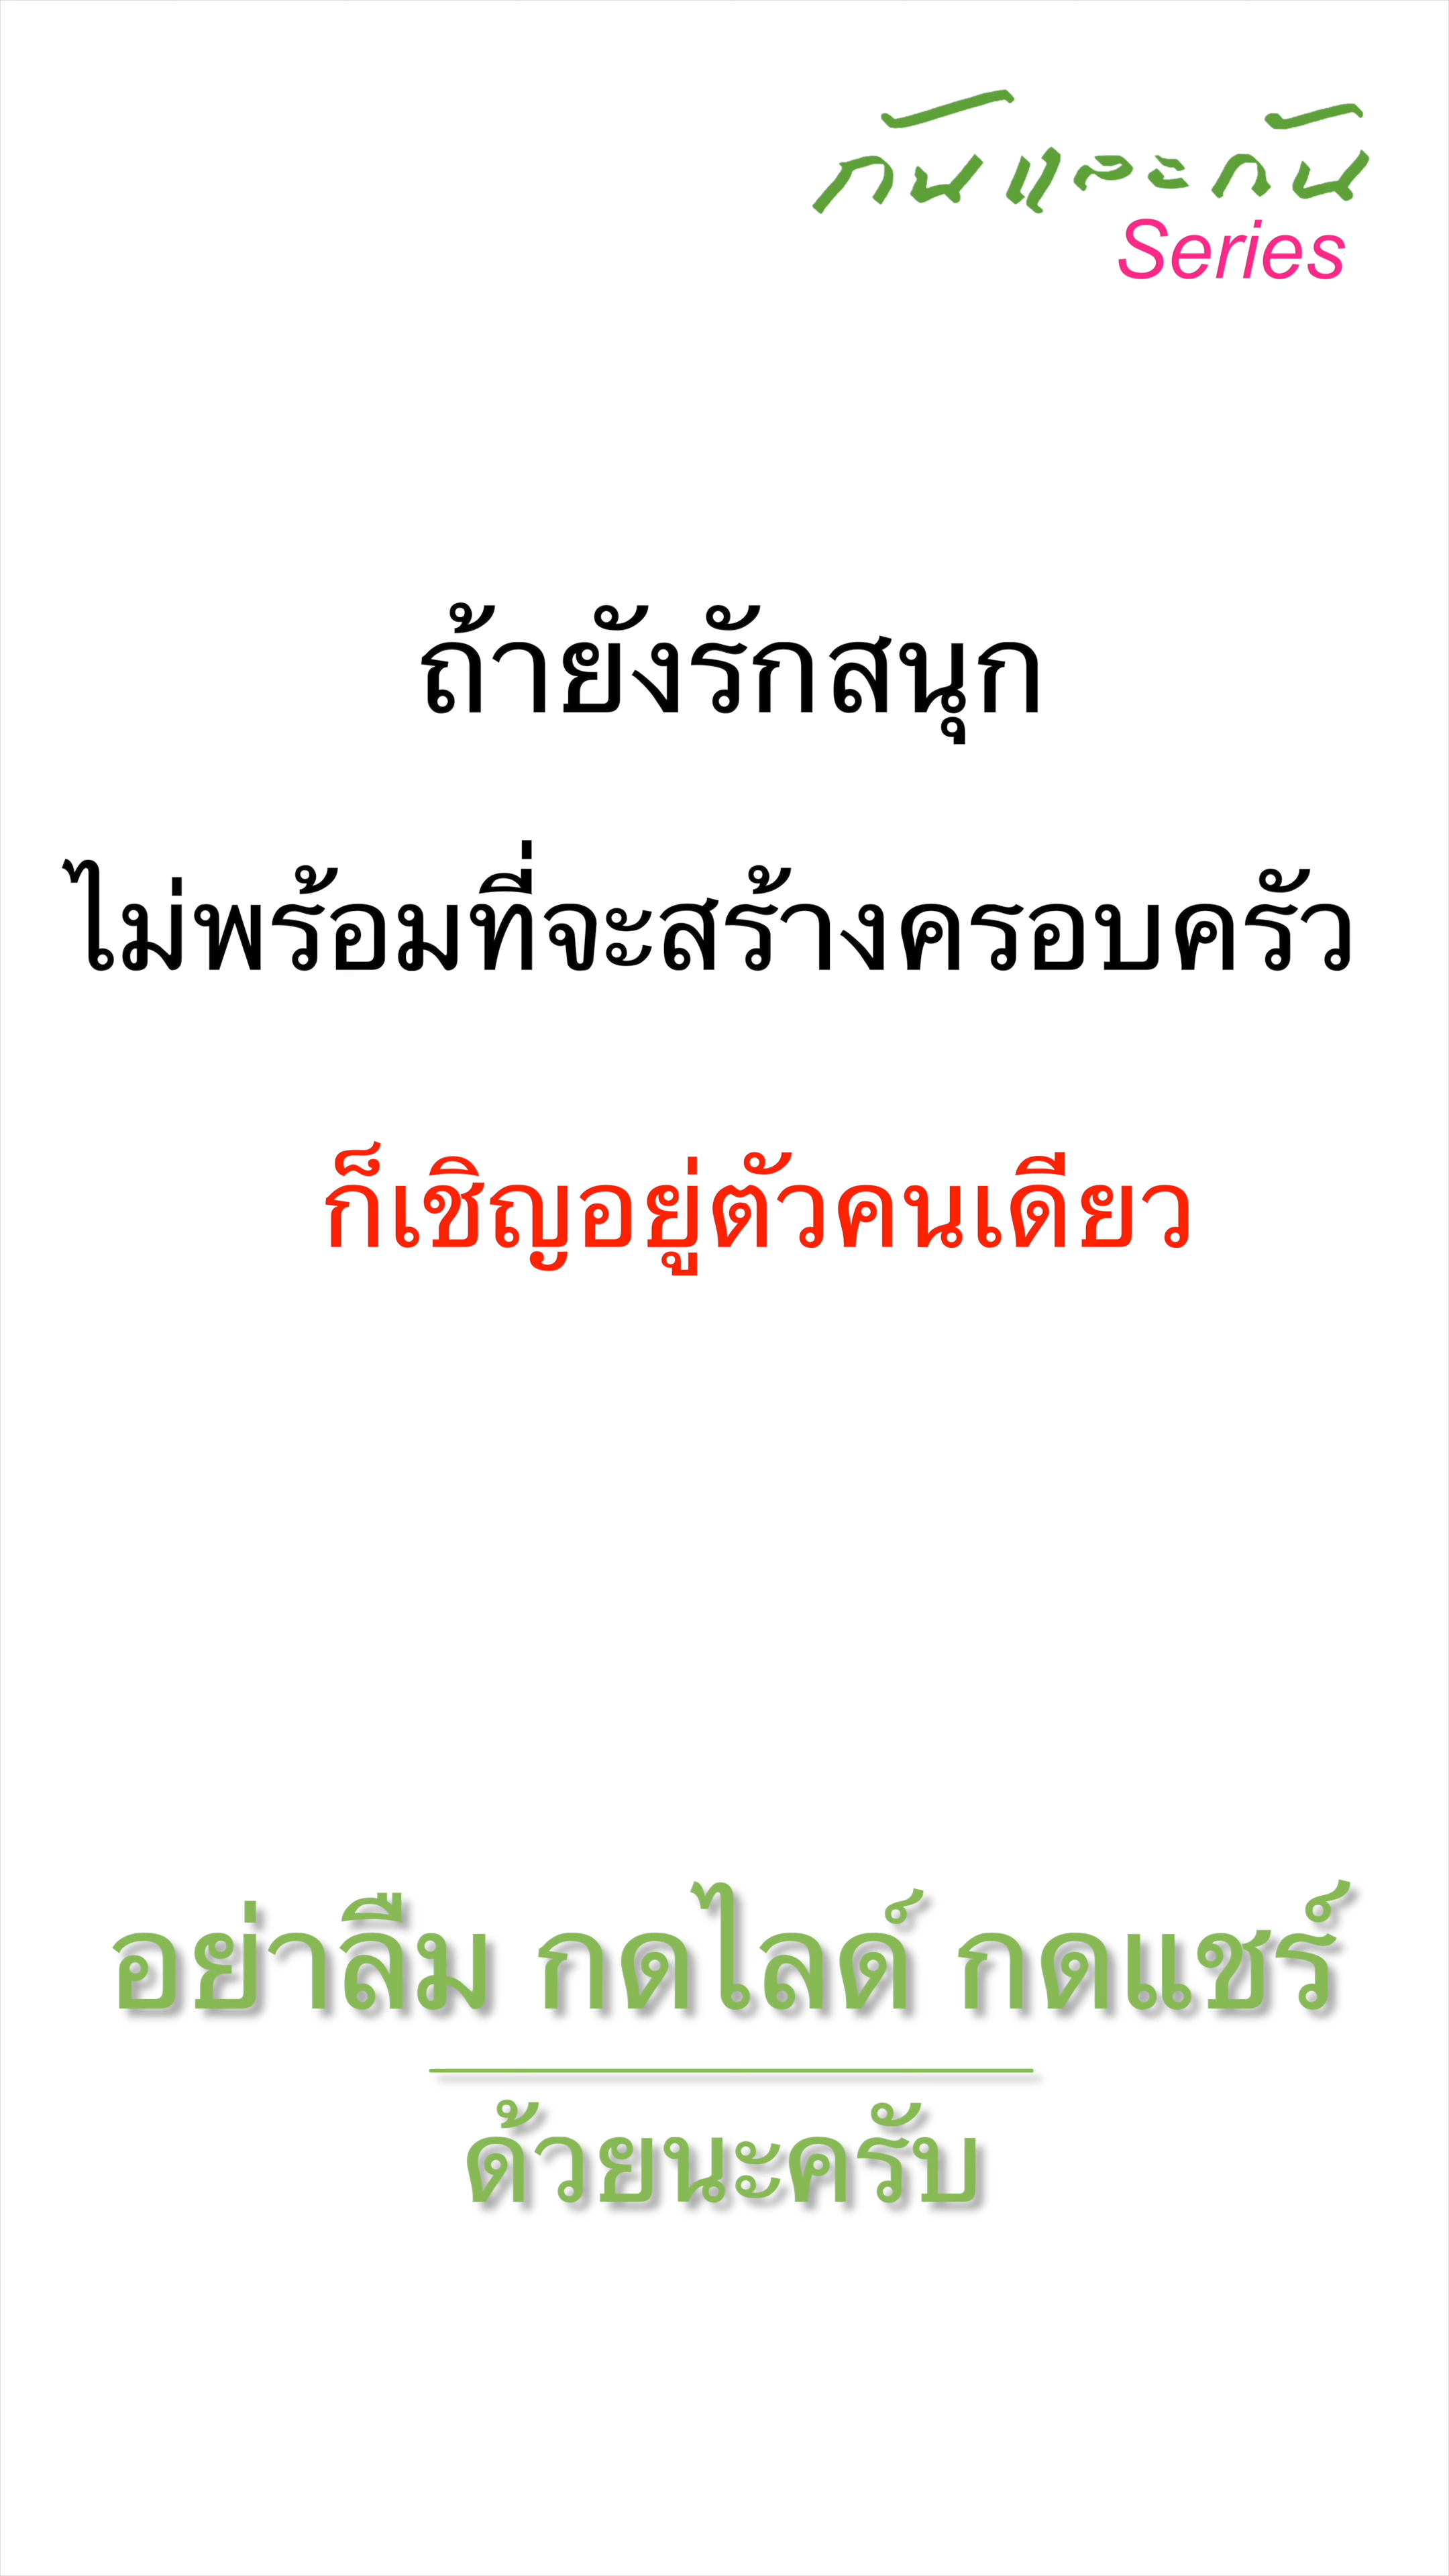 กันและกัน
Series
ถ้ายังรักสนุก
ไม่พร้อมที่จะสร้างครอบครัว
ก็เชิญอยู่ตัวคนเดียว
อย่าลืม กดไลด์ กดแชร์
ด้วยนะครับ